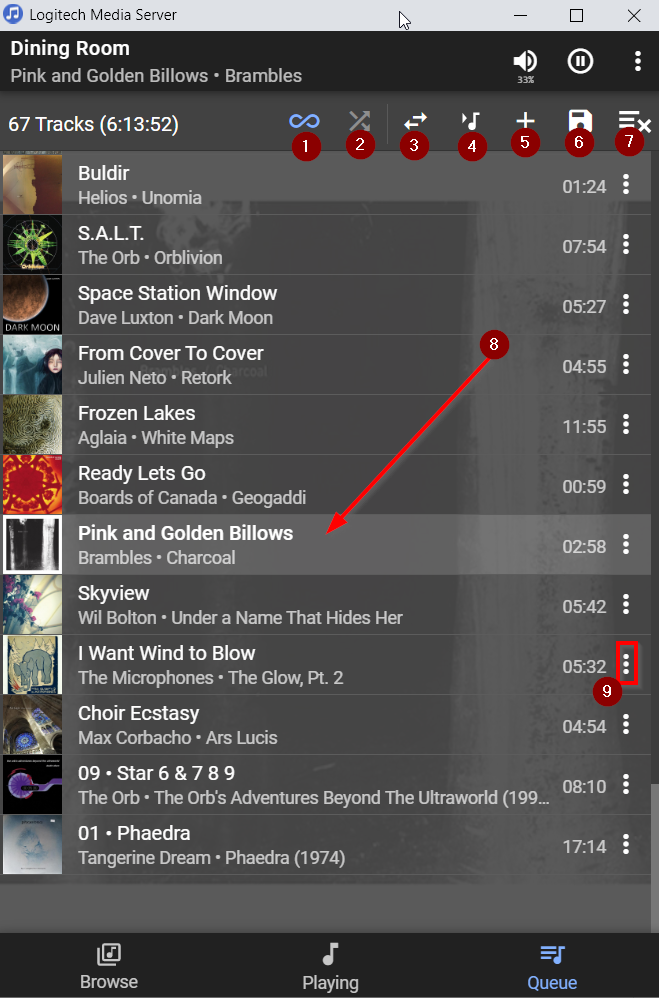 Logitech Media Server
Dining Room
Pink and Golden Billows • Brambles
33%
67 Tracks (6:13:52)
1
2
3
4
5
6
7
Buldir
Helios • Unomia
01:24
S.A.L.T.
The Orb • Orblivion
07:54
Space Station Window
Dave Luxton • Dark Moon
05:27
DARK MOON
8
From Cover To Cover
Julien Neto • Retork
04:55
Frozen Lakes
Aglaia • White Maps
11:55
Ready Lets Go
Boards of Canada • Geogaddi
00:59
Pink and Golden Billows
Brambles • Charcoal
02:58
Skyview
Wil Bolton • Under a Name That Hides Her
05:42
I Want Wind to Blow
The Microphones • The Glow, Pt. 2
05:32
9
Choir Ecstasy
Max Corbacho • Ars Lucis
04:54
09 • Star 6 & 7 8 9
The Orb • The Orb's Adventures Beyond The Ultraworld (199...
08:10
01 • Phaedra
Tangerine Dream • Phaedra (1974)
17:14
Browse
Playing
Queue